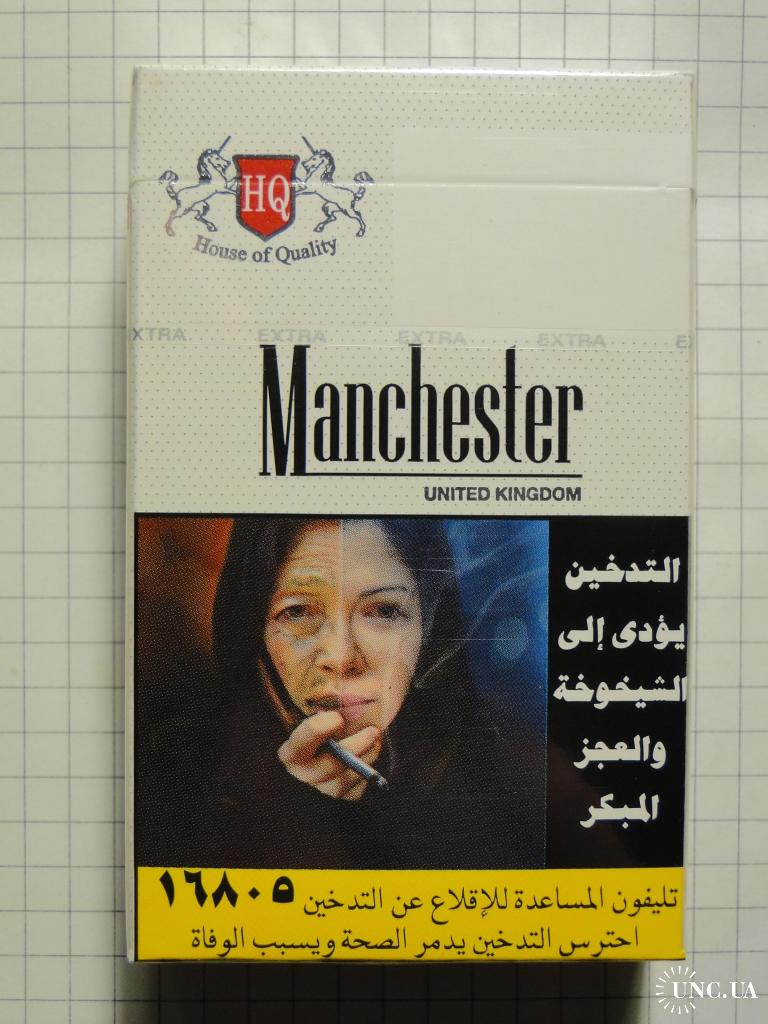 HQ
House of Quality
XTRA EXTRA EXTRA EXTRA E
Manchester
UNITED KINGDOM
التدخين
يؤدى إلى
الشيخوخة
والعجز
المبكر
تليفون المساعدة للإقلاع عن التدخين ١٦٨٠٥
احترس التدخين يدمر الصحة ويسبب الوفاة
UNC.UA